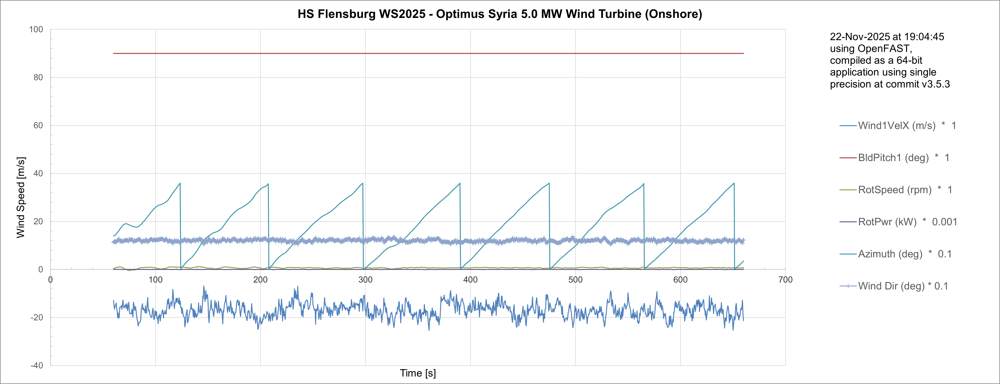 HS Flensburg WS2025 - Optimus Syria 5.0 MW Wind Turbine (Onshore)
22-Nov-2025 at 19:04:45
using OpenFAST,
compiled as a 64-bit
application using single
precision at commit v3.5.3
Wind Speed [m/s]
100
80
60
40
20
0
-20
-40
0
100
200
300
400
500
600
700
Time [s]
Wind1VelX (m/s) * 1
BldPitch1 (deg) * 1
RotSpeed (rpm) * 1
RotPwr (kW) * 0.001
Azimuth (deg) * 0.1
Wind Dir (deg) * 0.1